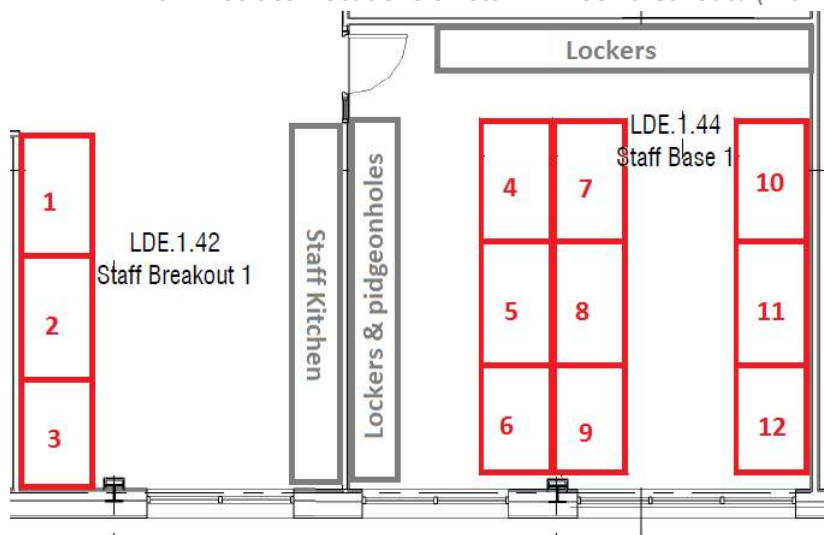 Lockers
LDE.1.44
Staff Base 1
LDE.1.42
Staff Breakout 1
Staff Kitchen
Lockers & pidgeonholes
1
2
3
4
5
6
7
8
9
10
11
12